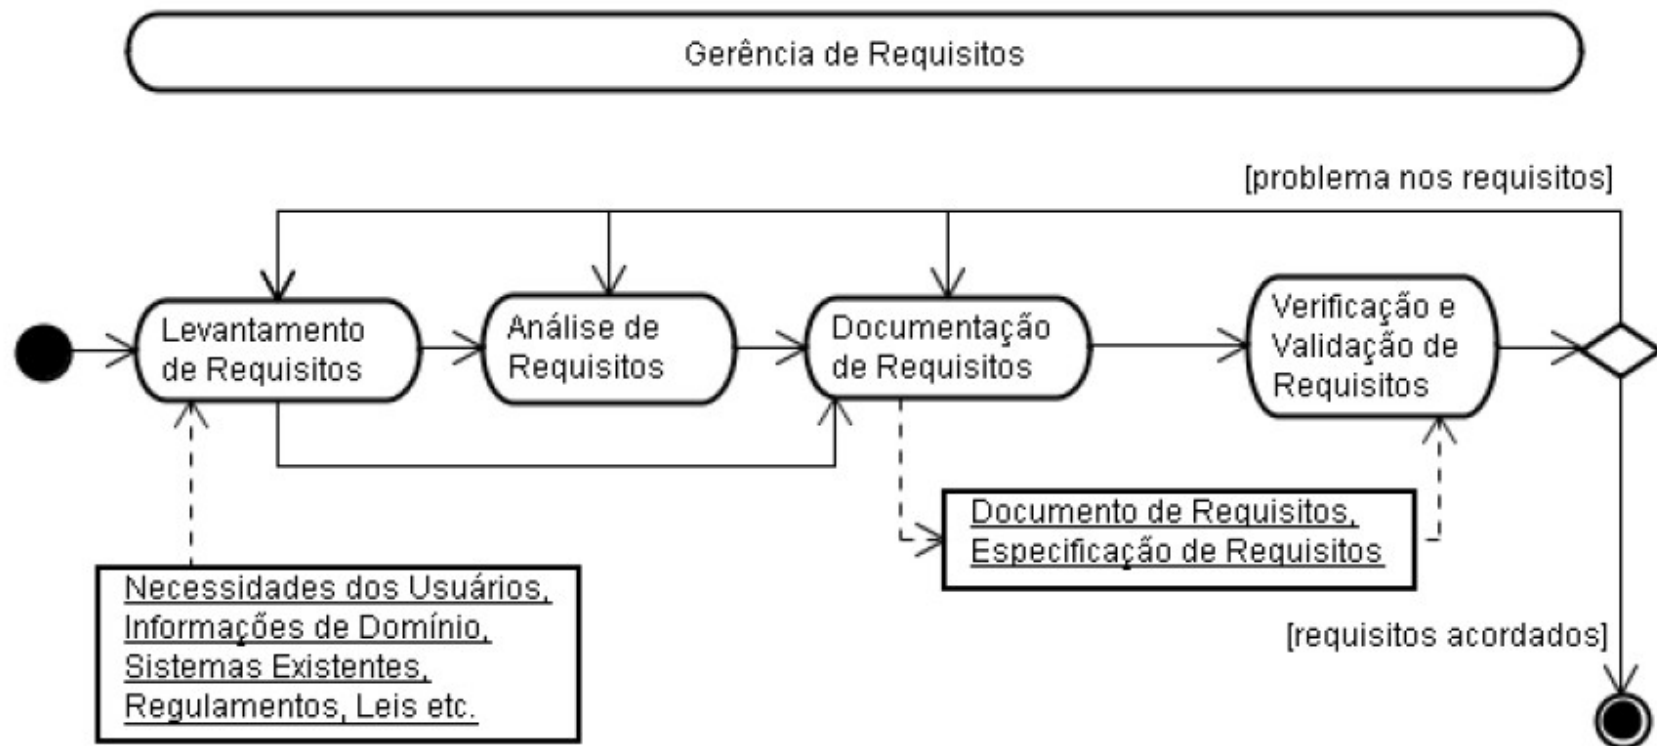 Gerência de Requisitos
[problema nos requisitos]
Levantamento
de Requisitos
Análise de
Requisitos
Documentação
de Requisitos
Verificação e
Validação de
Requisitos
Documento de Requisitos,
Especificação de Requisitos
Necessidades dos Usuários,
Informações de Domínio,
Sistemas Existentes,
Regulamentos, Leis etc.
[requisitos acordados]